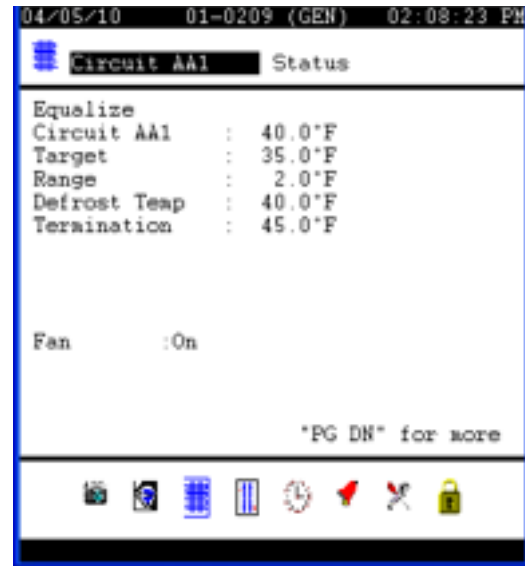 04/05/10 01-0209 (GEN) 02:08:23 PM
Circuit AA1 Status
Equalize
Circuit AA1 : 40.0°F
Target : 35.0°F
Range : 2.0°F
Defrost Temp : 40.0°F
Termination : 45.0°F
Fan :On
"PG DN" for more